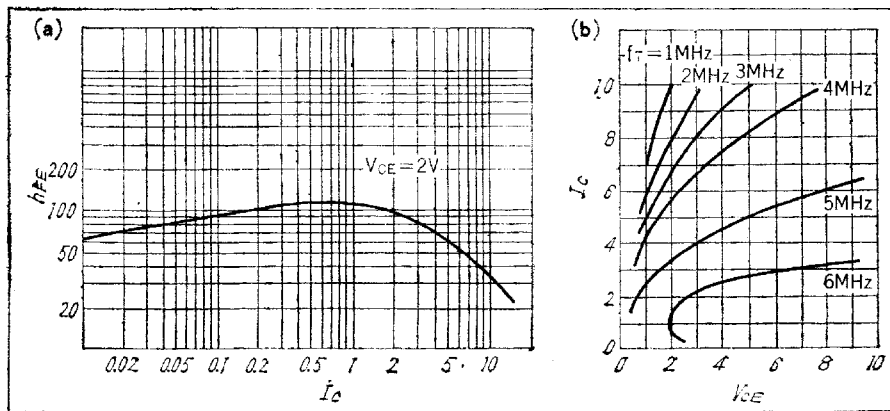 (a)
hFE
200
100
50
20
VCE=2V
0.02 0.05 0.1 0.2 0.5 1 2 5 10
Ic
(b)
fT=1MHz
2MHz
3MHz
4MHz
5MHz
6MHz
Ic
10
8
6
4
2
0
0 2 4 6 8 10
VCE